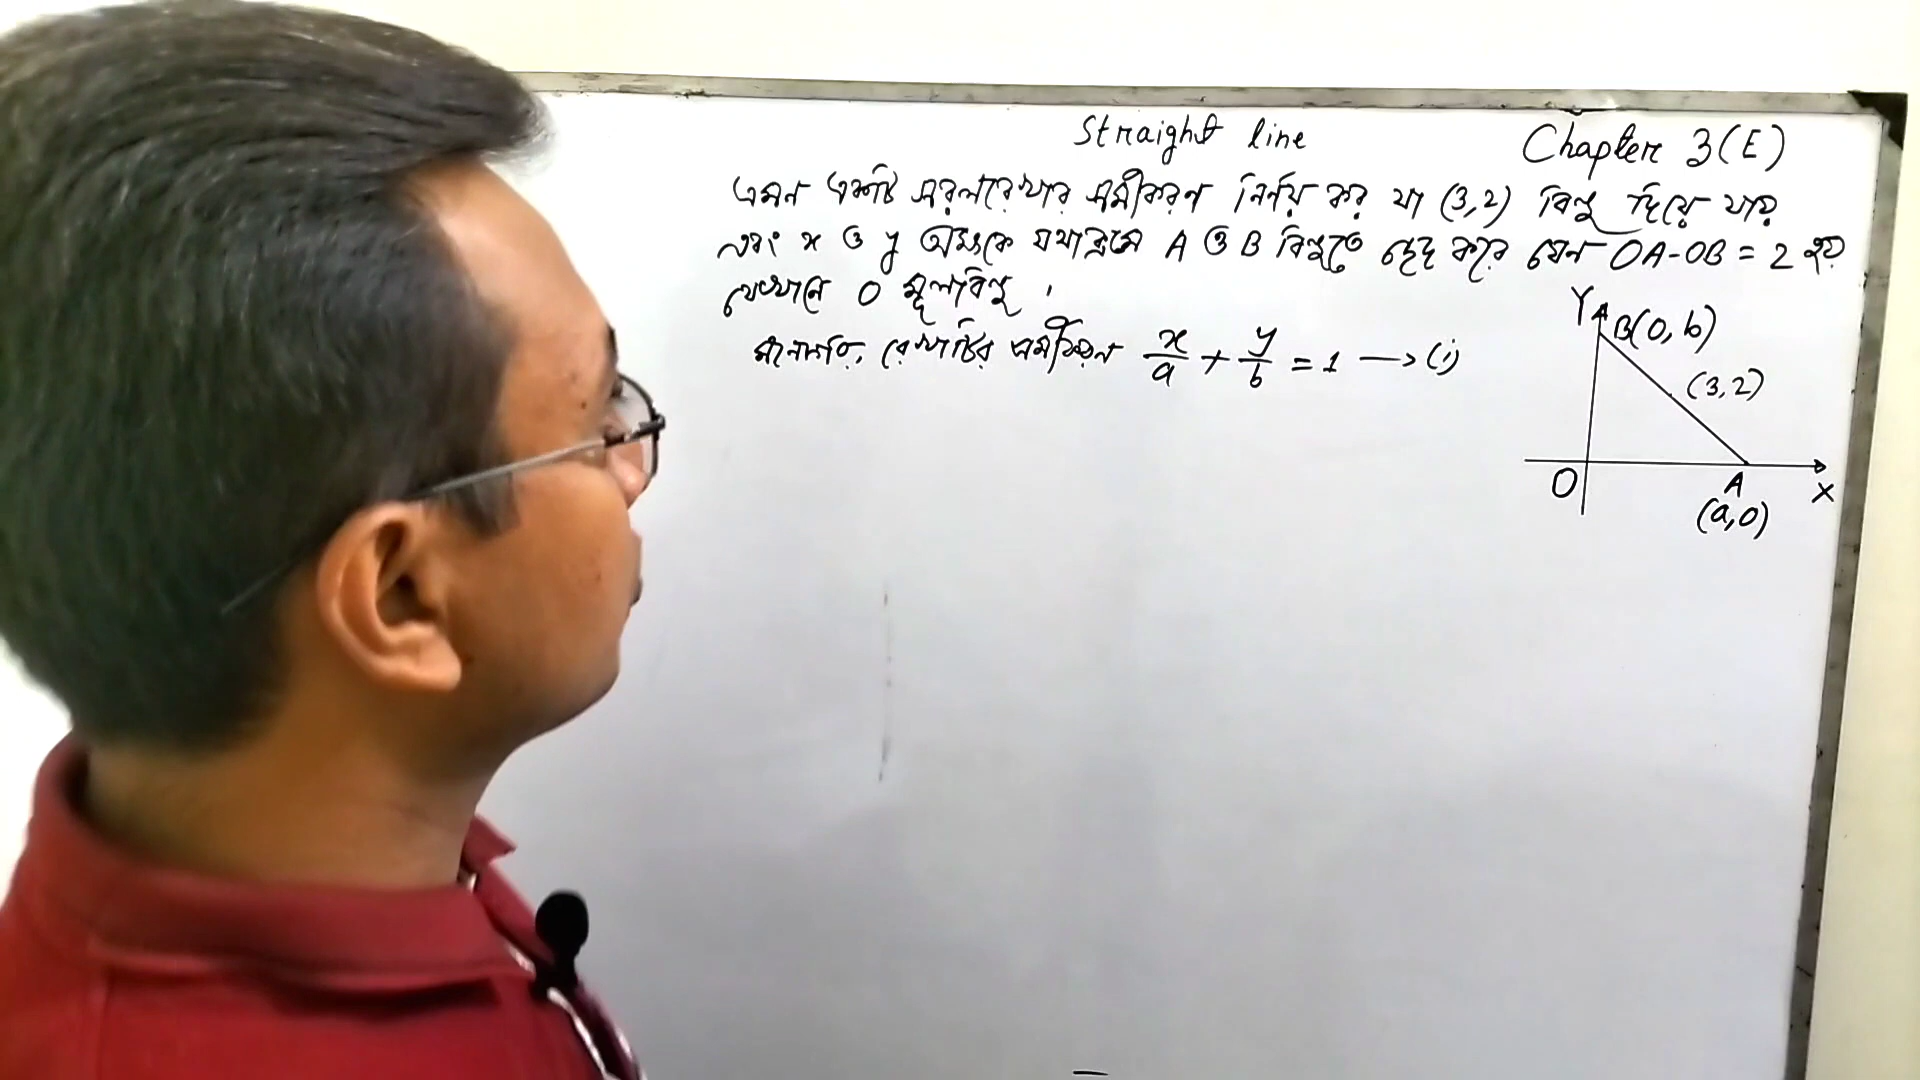 Straight line
Chapter 3(E)
এমন একটি সরলরেখার সমীকরণ নির্ণয় কর যা (3,2) বিন্দু দিয়ে যায়
এবং x ও y অক্ষকে যথাক্রমে A ও B বিন্দুতে ছেদ করে যেন OA-OB = 2 হয়
যেখানে O মূলবিন্দু ।
মনেকরি, রেখাটির সমীকরণ x/a + y/b = 1 → (i)
Y
B(0, b)
(3,2)
O
A
X
(a,0)